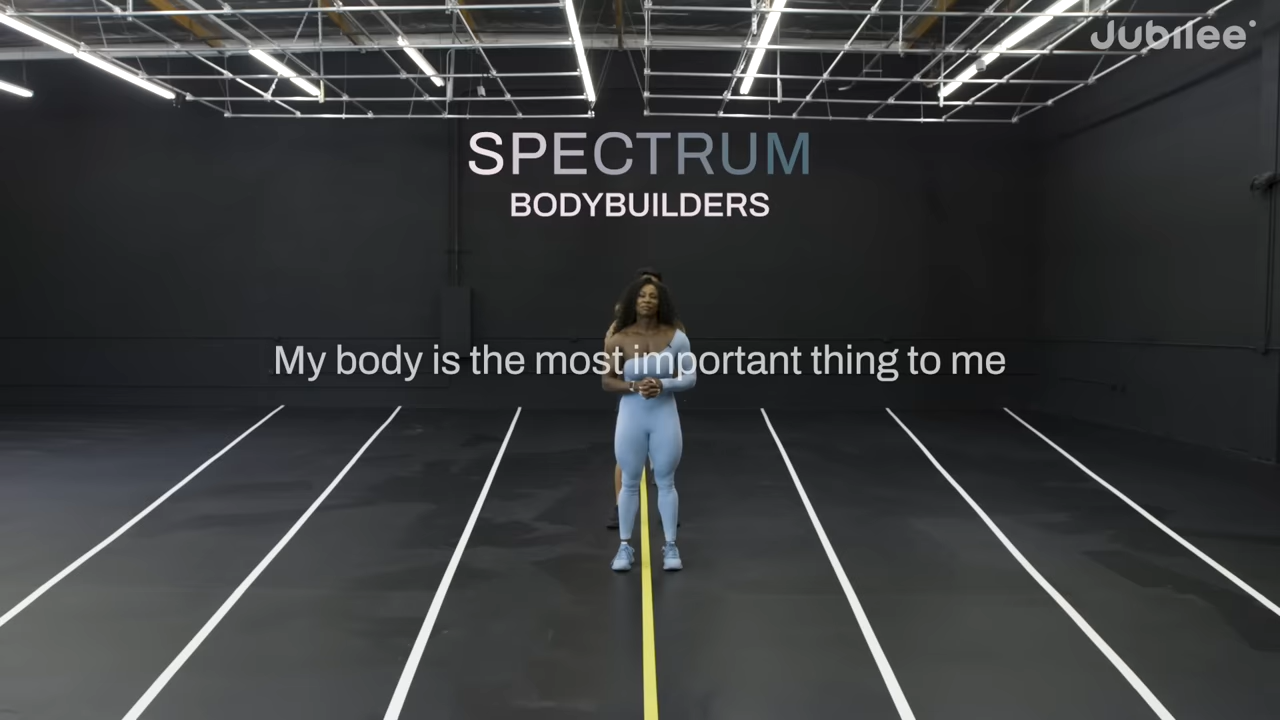 Jubilee
SPECTRUM
BODYBUILDERS
My body is the most important thing to me